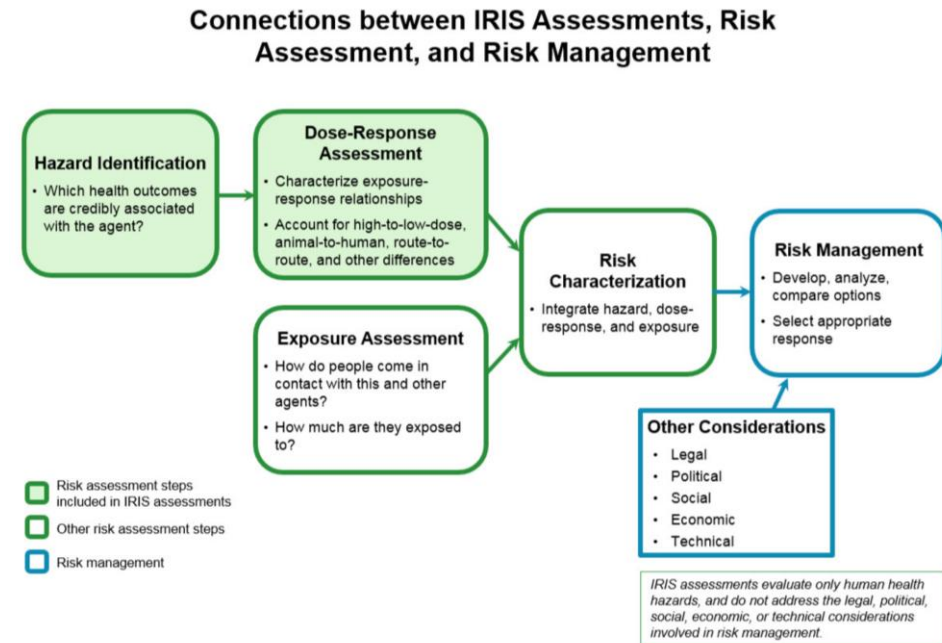 Connections between IRIS Assessments, Risk
Assessment, and Risk Management
Hazard Identification
• Which health outcomes
are credibly associated
with the agent?
Dose-Response
Assessment
• Characterize exposure-
response relationships
• Account for high-to-low-dose,
animal-to-human, route-to-
route, and other differences
Exposure Assessment
• How do people come in
contact with this and other
agents?
• How much are they exposed
to?
Risk
Characterization
• Integrate hazard, dose-
response, and exposure
Risk Management
• Develop, analyze,
compare options
• Select appropriate
response
Other Considerations
• Legal
• Political
• Social
• Economic
• Technical
Risk assessment steps
included in IRIS assessments
Other risk assessment steps
Risk management
IRIS assessments evaluate only human health
hazards, and do not address the legal, political,
social, economic, or technical considerations
involved in risk management.